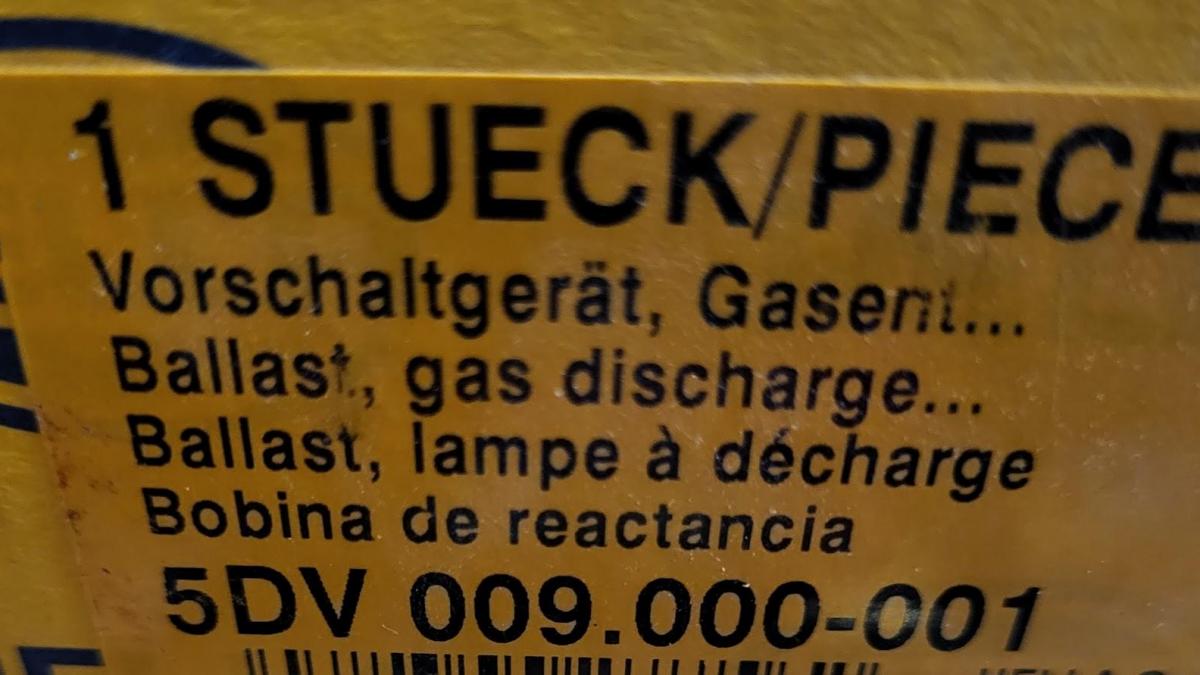 1 STUECK/PIECE
Vorschaltgerät, Gasent...
Ballast, gas discharge...
Ballast, lampe à décharge
Bobina de reactancia
5DV 009.000-001